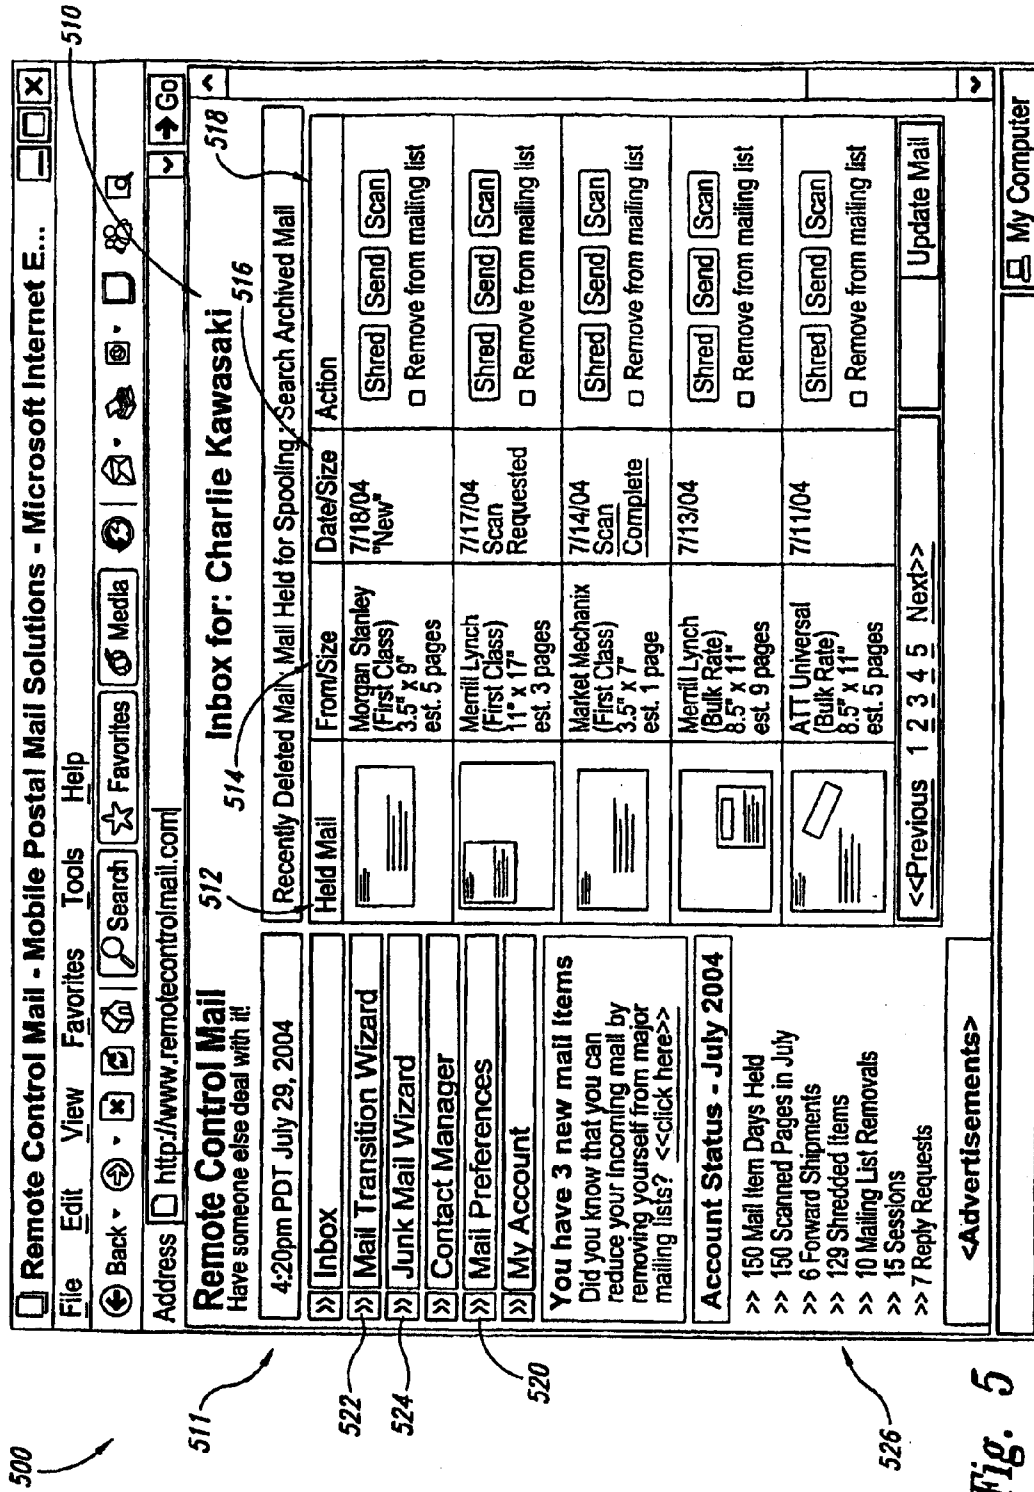 500
510
Remote Control Mail - Mobile Postal Mail Solutions - Microsoft Internet E...
File Edit View Favorites Tools Help
Back Search Favorites Media
Address http://www.remotecontrolmail.com Go
511
Remote Control Mail
Have someone else deal with it!
4:20pm PDT July 29, 2004
>> Inbox
522
>> Mail Transition Wizard
524
>> Junk Mail Wizard
>> Contact Manager
520
>> Mail Preferences
>> My Account
You have 3 new mail items
Did you know that you can
reduce your incoming mail by
removing yourself from major
mailing lists? <<click here>>
Account Status - July 2004
>> 150 Mail Item Days Held
>> 150 Scanned Pages in July
>> 6 Forward Shipments
>> 129 Shredded Items
>> 10 Mailing List Removals
>> 15 Sessions
>> 7 Reply Requests
526
<Advertisements>
Inbox for: Charlie Kawasaki
512
514
516
518
Recently Deleted Mail Mail Held for Spooling Search Archived Mail
Held Mail From/Size Date/Size Action
Morgan Stanley
(First Class)
3.5" x 9"
est. 5 pages
7/18/04
"New"
Shred Send Scan
Remove from mailing list
Merrill Lynch
(First Class)
11" x 17"
est. 3 pages
7/17/04
Scan
Requested
Shred Send Scan
Remove from mailing list
Market Mechanix
(First Class)
3.5" x 7"
est. 1 page
7/14/04
Scan
Complete
Shred Send Scan
Remove from mailing list
Merrill Lynch
(Bulk Rate)
8.5" x 11"
est. 9 pages
7/13/04
Shred Send Scan
Remove from mailing list
ATT Universal
(Bulk Rate)
8.5" x 11"
est. 5 pages
7/11/04
Shred Send Scan
Remove from mailing list
<<Previous 1 2 3 4 5 Next>>
Update Mail
My Computer
Fig. 5